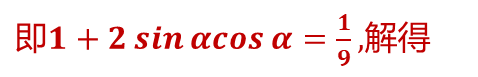 即1 + 2 sin αcos α = 1/9 ,解得